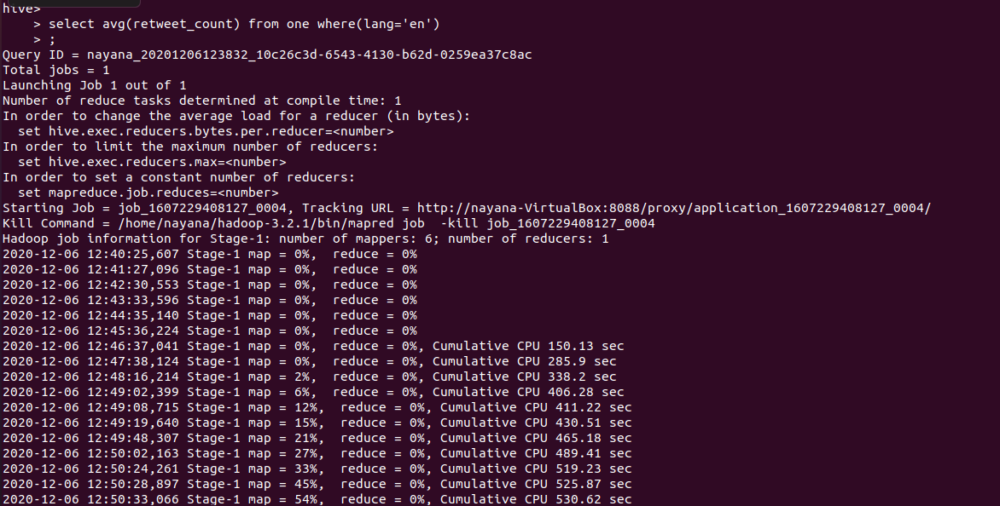 hive>
    > select avg(retweet_count) from one where(lang='en')
    > ;
Query ID = nayana_20201206123832_10c26c3d-6543-4130-b62d-0259ea37c8ac
Total jobs = 1
Launching Job 1 out of 1
Number of reduce tasks determined at compile time: 1
In order to change the average load for a reducer (in bytes):
  set hive.exec.reducers.bytes.per.reducer=<number>
In order to limit the maximum number of reducers:
  set hive.exec.reducers.max=<number>
In order to set a constant number of reducers:
  set mapreduce.job.reduces=<number>
Starting Job = job_1607229408127_0004, Tracking URL = http://nayana-VirtualBox:8088/proxy/application_1607229408127_0004/
Kill Command = /home/nayana/hadoop-3.2.1/bin/mapred job  -kill job_1607229408127_0004
Hadoop job information for Stage-1: number of mappers: 6; number of reducers: 1
2020-12-06 12:40:25,607 Stage-1 map = 0%,  reduce = 0%
2020-12-06 12:41:27,096 Stage-1 map = 0%,  reduce = 0%
2020-12-06 12:42:30,553 Stage-1 map = 0%,  reduce = 0%
2020-12-06 12:43:33,596 Stage-1 map = 0%,  reduce = 0%
2020-12-06 12:44:35,140 Stage-1 map = 0%,  reduce = 0%
2020-12-06 12:45:36,224 Stage-1 map = 0%,  reduce = 0%
2020-12-06 12:46:37,041 Stage-1 map = 0%,  reduce = 0%, Cumulative CPU 150.13 sec
2020-12-06 12:47:38,124 Stage-1 map = 0%,  reduce = 0%, Cumulative CPU 285.9 sec
2020-12-06 12:48:16,214 Stage-1 map = 2%,  reduce = 0%, Cumulative CPU 338.2 sec
2020-12-06 12:49:02,399 Stage-1 map = 6%,  reduce = 0%, Cumulative CPU 406.28 sec
2020-12-06 12:49:08,715 Stage-1 map = 12%,  reduce = 0%, Cumulative CPU 411.22 sec
2020-12-06 12:49:19,640 Stage-1 map = 15%,  reduce = 0%, Cumulative CPU 430.51 sec
2020-12-06 12:49:48,307 Stage-1 map = 21%,  reduce = 0%, Cumulative CPU 465.18 sec
2020-12-06 12:50:02,163 Stage-1 map = 27%,  reduce = 0%, Cumulative CPU 489.41 sec
2020-12-06 12:50:24,261 Stage-1 map = 33%,  reduce = 0%, Cumulative CPU 519.23 sec
2020-12-06 12:50:28,897 Stage-1 map = 45%,  reduce = 0%, Cumulative CPU 525.87 sec
2020-12-06 12:50:33,066 Stage-1 map = 54%,  reduce = 0%, Cumulative CPU 530.62 sec